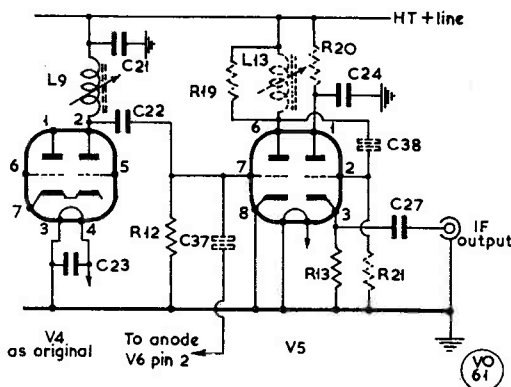 HT + line
C21
L9
C22
1 2
6 5
7
3 4
C23
V4
as original
R12
C37
To anode
V6 pin 2
R19
L13
R20
C24
6 1
7 2
8 3
C38
C27
R13
R21
IF
output
V5
VO
61